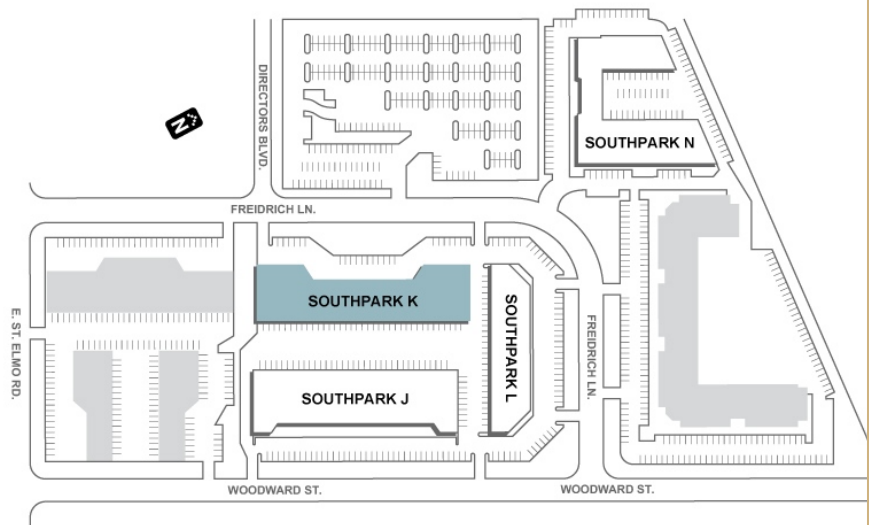 DIRECTORS BLVD.
N
SOUTHPARK N
FREIDRICH LN.
SOUTHPARK K
SOUTHPARK L
FREIDRICH LN.
E. ST. ELMO RD.
SOUTHPARK J
WOODWARD ST.
WOODWARD ST.